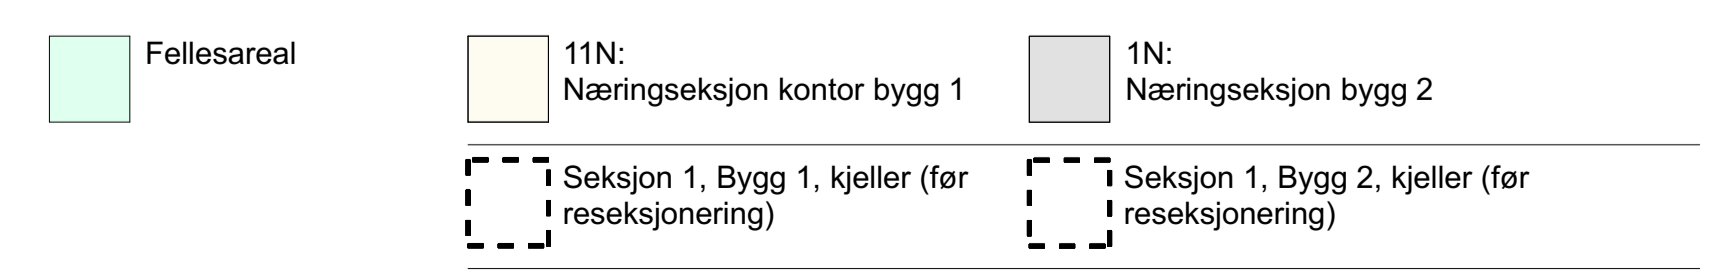 Fellesareal
11N:
Næringseksjon kontor bygg 1
1N:
Næringseksjon bygg 2
Seksjon 1, Bygg 1, kjeller (før
reseksjonering)
Seksjon 1, Bygg 2, kjeller (før
reseksjonering)